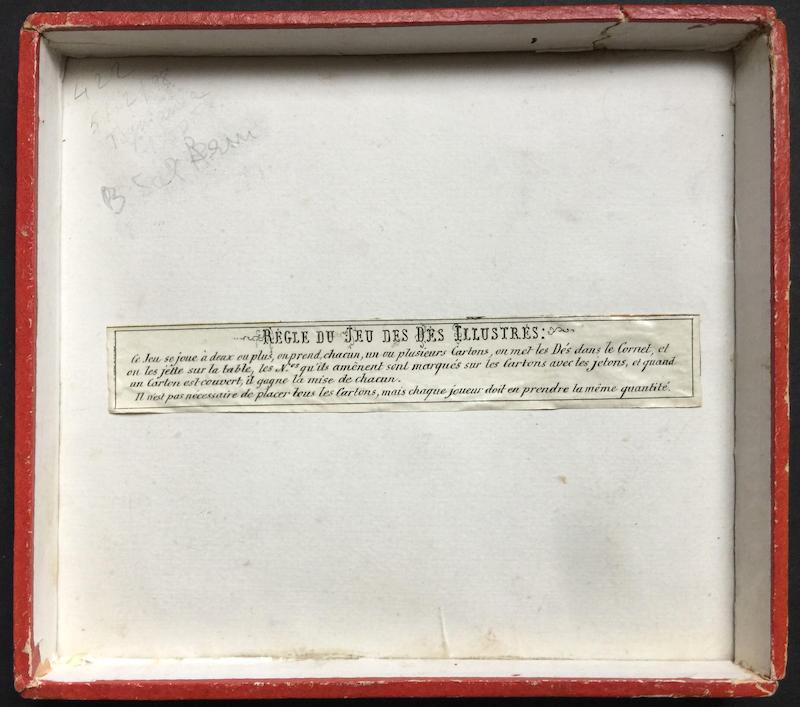 422
RÈGLE DU JEU DES DÉS ILLUSTRÉS:
Ce Jeu se joue à deux ou plus, on prend, chacun, un ou plusieurs Cartons, on met les Dés dans le Cornet, et
on les jette sur la table, les N.os qu'ils amènent sont marqués sur les Cartons avec les jetons, et quand
un Carton est couvert, il gagne la mise de chacun.
Il n'est pas nécessaire de placer tous les Cartons, mais chaque joueur doit en prendre la même quantité.